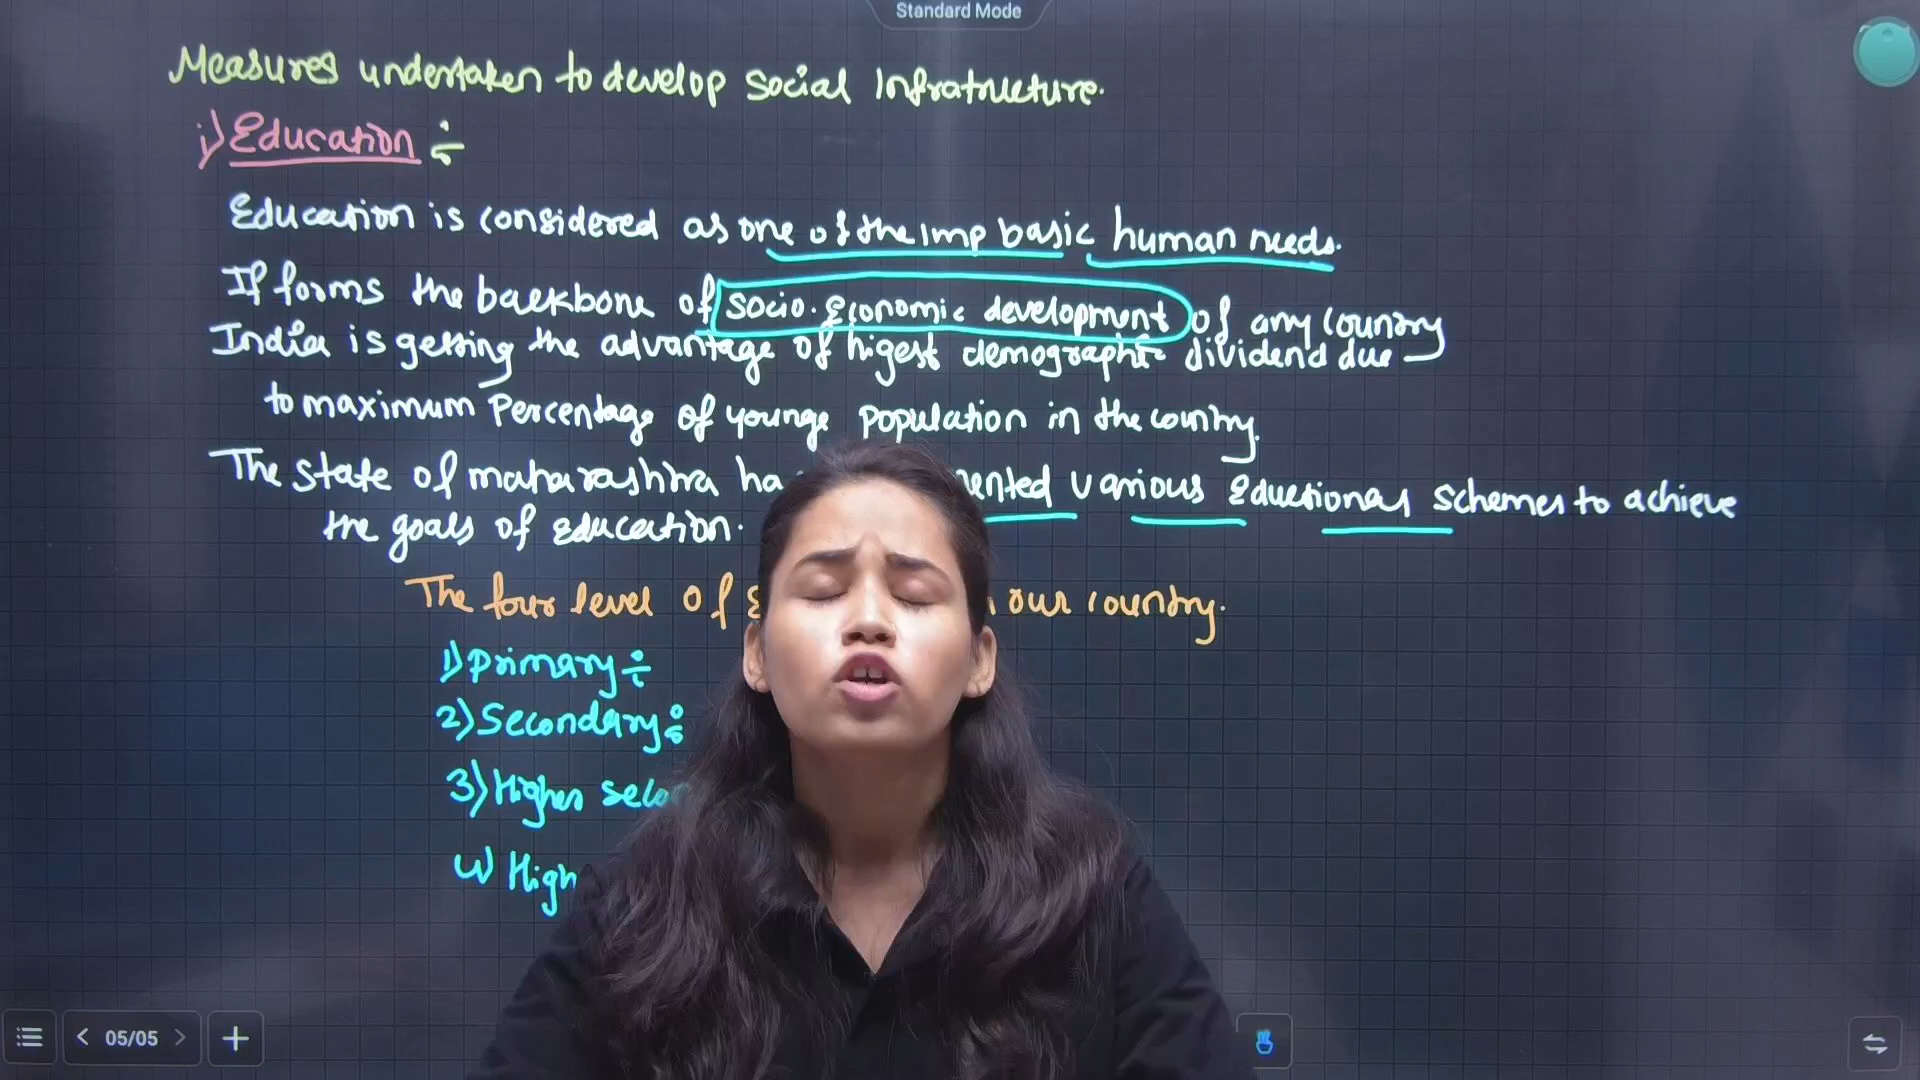 Standard Mode
Measures undertaken to develop Social Infratructure.
i) Education ÷
Education is considered as one of the imp basic human needs.
If forms the backbone of socio. Economic development of any country
India is getting the advantage of higest demographic dividend due
to maximum Percentage of younge population in the country.
The state of maharashtra ha ented various Eductional schemes to achieve
the goals of Education.
The four level of our country.
1) Primary ÷
2) Secondary ÷
3) Higher
4) High
05/05